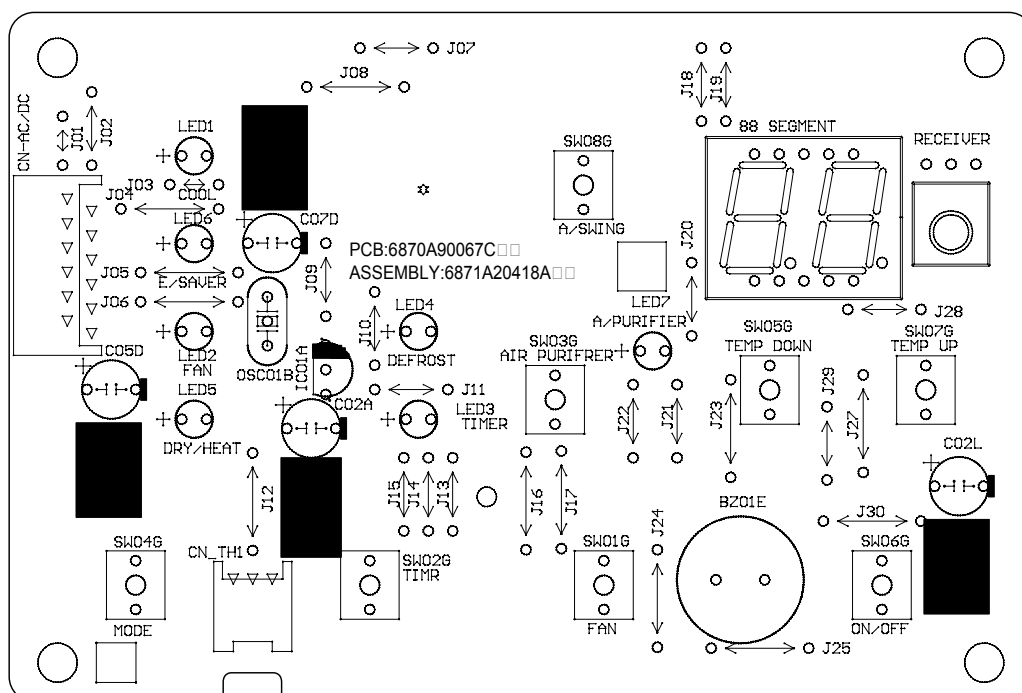 J07
J08
J18
J19
CN-AC/DC
J01
J02
LED1
88 SEGMENT
RECEIVER
SW08G
J03
COOL
J04
LED6
C07D
A/SWING
J20
PCB:6870A90067C□□
ASSEMBLY:6871A20418A□□
J05
E/SAVER
J09
J06
LED7
A/PURIFIER
LED4
J10
J28
SW03G
AIR PURIFRER
SW05G
TEMP DOWN
SW07G
TEMP UP
C05D
LED2
FAN
OSC01B
IC01A
DEFROST
LED5
C02A
J11
LED3
TIMER
J22
J21
J23
J29
J27
DRY/HEAT
C02L
J12
J15
J14
J13
J16
J17
BZ01E
J24
J30
SW04G
CN_TH1
SW02G
TIMR
SW01G
SW06G
MODE
FAN
ON/OFF
J25